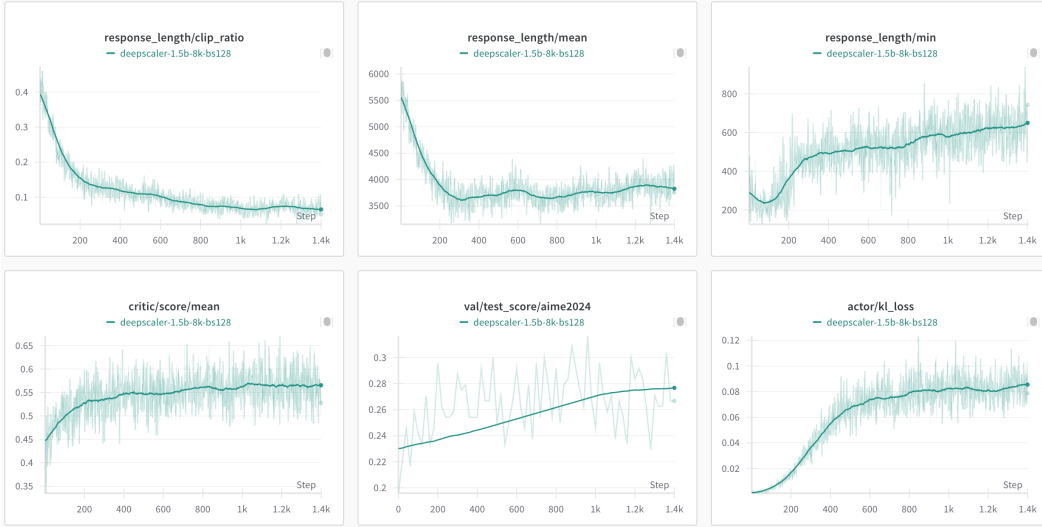 response_length/clip_ratio
deepscaler-1.5b-8k-bs128
0.4
0.3
0.2
0.1
Step
200 400 600 800 1k 1.2k 1.4k
response_length/mean
deepscaler-1.5b-8k-bs128
6000
5500
5000
4500
4000
3500
Step
200 400 600 800 1k 1.2k 1.4k
response_length/min
deepscaler-1.5b-8k-bs128
800
600
400
200
Step
200 400 600 800 1k 1.2k 1.4k
critic/score/mean
deepscaler-1.5b-8k-bs128
0.65
0.6
0.55
0.5
0.45
0.4
0.35
Step
200 400 600 800 1k 1.2k 1.4k
val/test_score/aime2024
deepscaler-1.5b-8k-bs128
0.3
0.28
0.26
0.24
0.22
0.2
Step
0 200 400 600 800 1k 1.2k 1.4k
actor/kl_loss
deepscaler-1.5b-8k-bs128
0.12
0.1
0.08
0.06
0.04
0.02
Step
200 400 600 800 1k 1.2k 1.4k